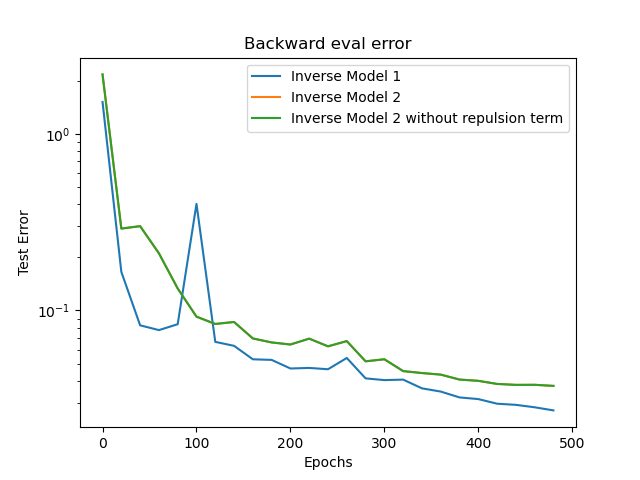 Backward eval error
Inverse Model 1
Inverse Model 2
Inverse Model 2 without repulsion term
10⁰
10⁻¹
Test Error
0 100 200 300 400 500
Epochs